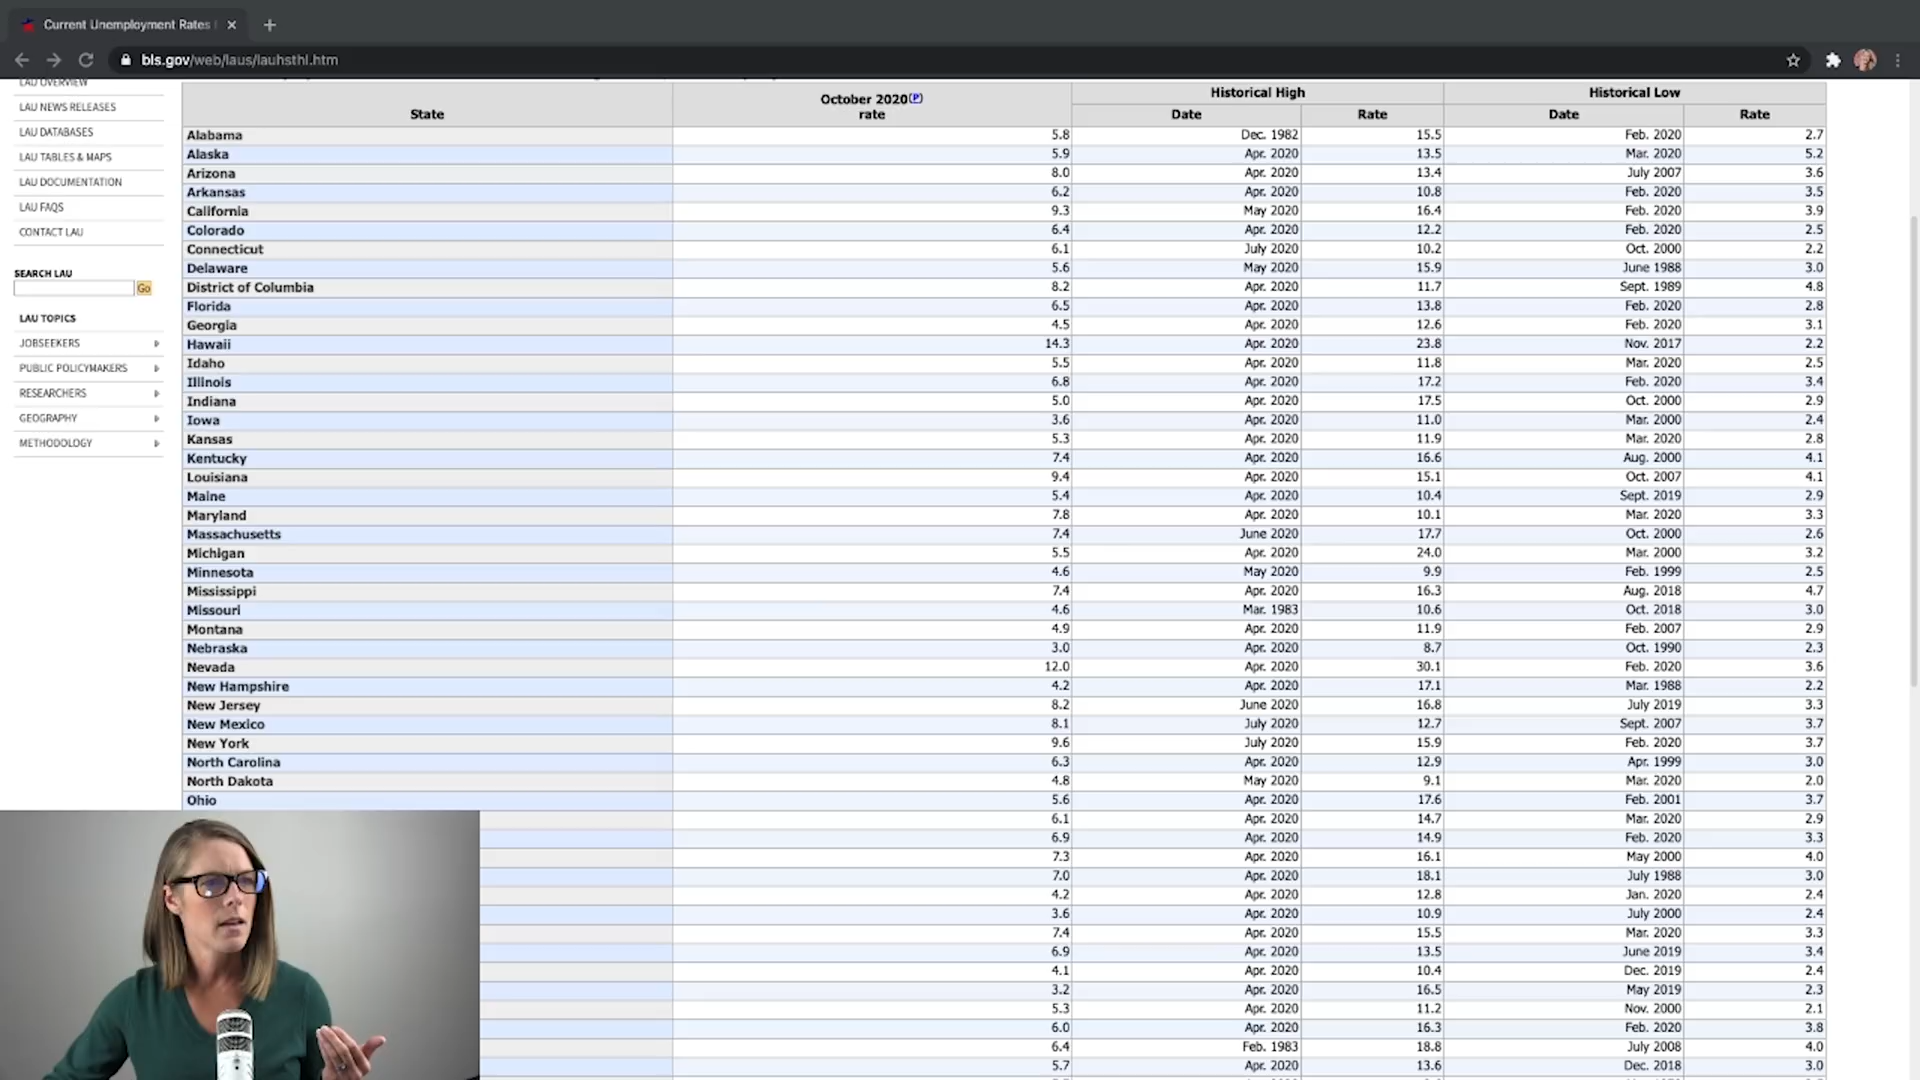 Current Unemployment Rates
bls.gov/web/laus/lauhsthl.htm
LAU OVERVIEW
LAU NEWS RELEASES
LAU DATABASES
LAU TABLES & MAPS
LAU DOCUMENTATION
LAU FAQS
CONTACT LAU
SEARCH LAU
Go
LAU TOPICS
JOBSEEKERS
PUBLIC POLICYMAKERS
RESEARCHERS
GEOGRAPHY
METHODOLOGY
State October 2020(P) rate Historical High Historical Low
Date Rate Date Rate
Alabama 5.8 Dec. 1982 15.5 Feb. 2020 2.7
Alaska 5.9 Apr. 2020 13.5 Mar. 2020 5.2
Arizona 8.0 Apr. 2020 13.4 July 2007 3.6
Arkansas 6.2 Apr. 2020 10.8 Feb. 2020 3.5
California 9.3 May 2020 16.4 Feb. 2020 3.9
Colorado 6.4 Apr. 2020 12.2 Feb. 2020 2.5
Connecticut 6.1 July 2020 10.2 Oct. 2000 2.2
Delaware 5.6 May 2020 15.9 June 1988 3.0
District of Columbia 8.2 Apr. 2020 11.7 Sept. 1989 4.8
Florida 6.5 Apr. 2020 13.8 Feb. 2020 2.8
Georgia 4.5 Apr. 2020 12.6 Feb. 2020 3.1
Hawaii 14.3 Apr. 2020 23.8 Nov. 2017 2.2
Idaho 5.5 Apr. 2020 11.8 Mar. 2020 2.5
Illinois 6.8 Apr. 2020 17.2 Feb. 2020 3.4
Indiana 5.0 Apr. 2020 17.5 Oct. 2000 2.9
Iowa 3.6 Apr. 2020 11.0 Mar. 2000 2.4
Kansas 5.3 Apr. 2020 11.9 Mar. 2020 2.8
Kentucky 7.4 Apr. 2020 16.6 Aug. 2000 4.1
Louisiana 9.4 Apr. 2020 15.1 Oct. 2007 4.1
Maine 5.4 Apr. 2020 10.4 Sept. 2019 2.9
Maryland 7.8 Apr. 2020 10.1 Mar. 2020 3.3
Massachusetts 7.4 June 2020 17.7 Oct. 2000 2.6
Michigan 5.5 Apr. 2020 24.0 Mar. 2000 3.2
Minnesota 4.6 May 2020 9.9 Feb. 1999 2.5
Mississippi 7.4 Apr. 2020 16.3 Aug. 2018 4.7
Missouri 4.6 Mar. 1983 10.6 Oct. 2018 3.0
Montana 4.9 Apr. 2020 11.9 Feb. 2007 2.9
Nebraska 3.0 Apr. 2020 8.7 Oct. 1990 2.3
Nevada 12.0 Apr. 2020 30.1 Feb. 2020 3.6
New Hampshire 4.2 Apr. 2020 17.1 Mar. 1988 2.2
New Jersey 8.2 June 2020 16.8 July 2019 3.3
New Mexico 8.1 July 2020 12.7 Sept. 2007 3.7
New York 9.6 July 2020 15.9 Feb. 2020 3.7
North Carolina 6.3 Apr. 2020 12.9 Apr. 1999 3.0
North Dakota 4.8 May 2020 9.1 Mar. 2020 2.0
Ohio 5.6 Apr. 2020 17.6 Feb. 2001 3.7
6.1 Apr. 2020 14.7 Mar. 2020 2.9
6.9 Apr. 2020 14.9 Feb. 2020 3.3
7.3 Apr. 2020 16.1 May 2000 4.0
7.0 Apr. 2020 18.1 July 1988 3.0
4.2 Apr. 2020 12.8 Jan. 2020 2.4
3.6 Apr. 2020 10.9 July 2000 2.4
7.4 Apr. 2020 15.5 Mar. 2020 3.3
6.9 Apr. 2020 13.5 June 2019 3.4
4.1 Apr. 2020 10.4 Dec. 2019 2.4
3.2 Apr. 2020 16.5 May 2019 2.3
5.3 Apr. 2020 11.2 Nov. 2000 2.1
6.0 Apr. 2020 16.3 Feb. 2020 3.8
6.4 Feb. 1983 18.8 July 2008 4.0
5.7 Apr. 2020 13.6 Dec. 2018 3.0